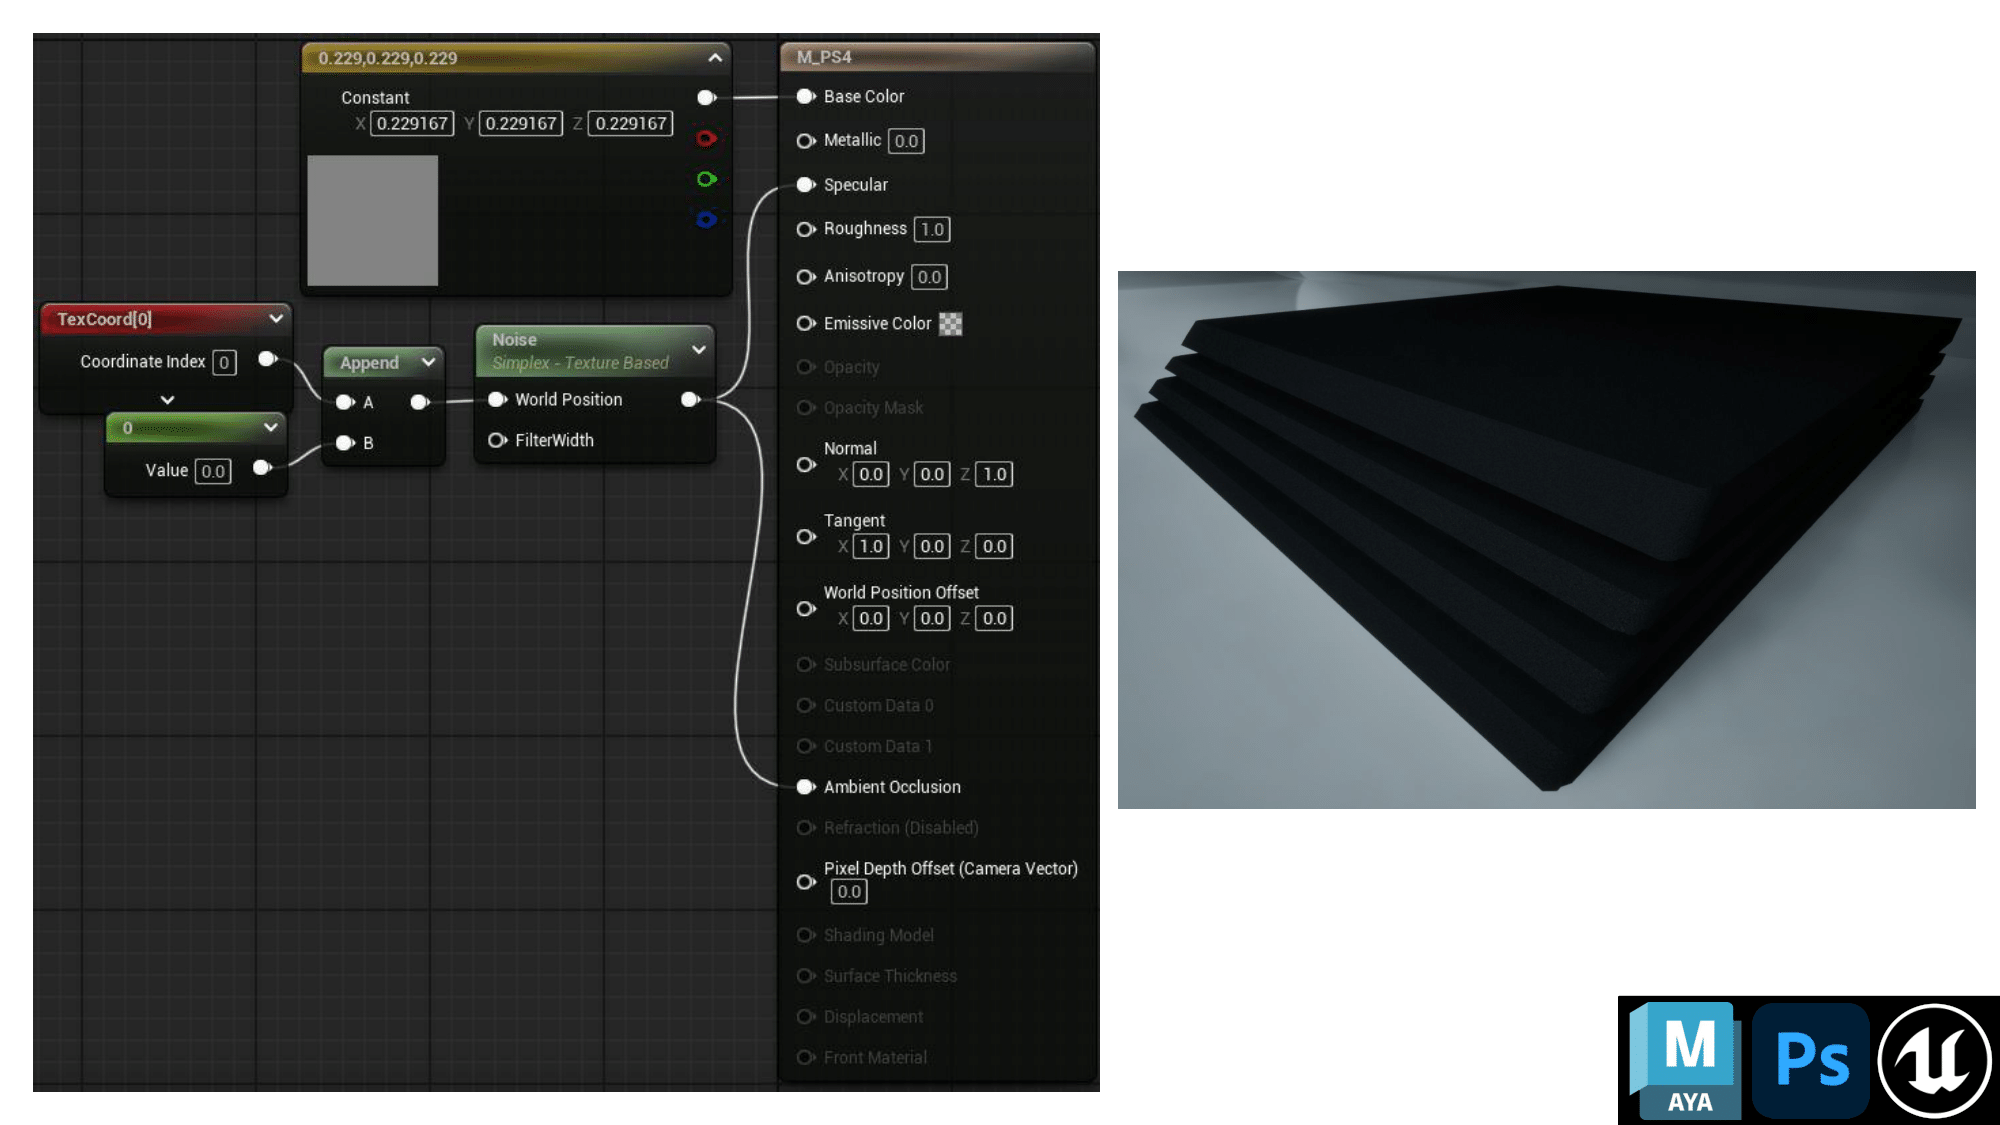 0.229,0.229,0.229
Constant
X 0.229167 Y 0.229167 Z 0.229167
TexCoord[0]
Coordinate Index 0
0
Value 0.0
Append
A
B
Noise
Simplex - Texture Based
World Position
FilterWidth
M_PS4
Base Color
Metallic 0.0
Specular
Roughness 1.0
Anisotropy 0.0
Emissive Color
Opacity
Opacity Mask
Normal
X 0.0 Y 0.0 Z 1.0
Tangent
X 1.0 Y 0.0 Z 0.0
World Position Offset
X 0.0 Y 0.0 Z 0.0
Subsurface Color
Custom Data 0
Custom Data 1
Ambient Occlusion
Refraction (Disabled)
Pixel Depth Offset (Camera Vector)
0.0
Shading Model
Surface Thickness
Displacement
Front Material
M
AYA
Ps